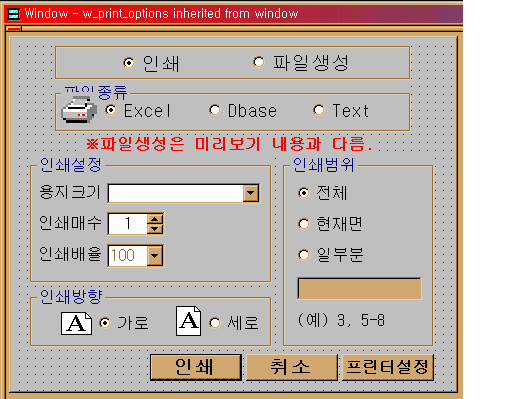 Window - w_print_options inherited from window
인쇄 파일생성
파일종류
Excel Dbase Text
※파일생성은 미리보기 내용과 다름.
인쇄설정
용지크기
인쇄매수 1
인쇄배율 100
인쇄방향
A 가로 A 세로
인쇄범위
전체
현재면
일부분
(예) 3, 5-8
인쇄 취소 프린터설정